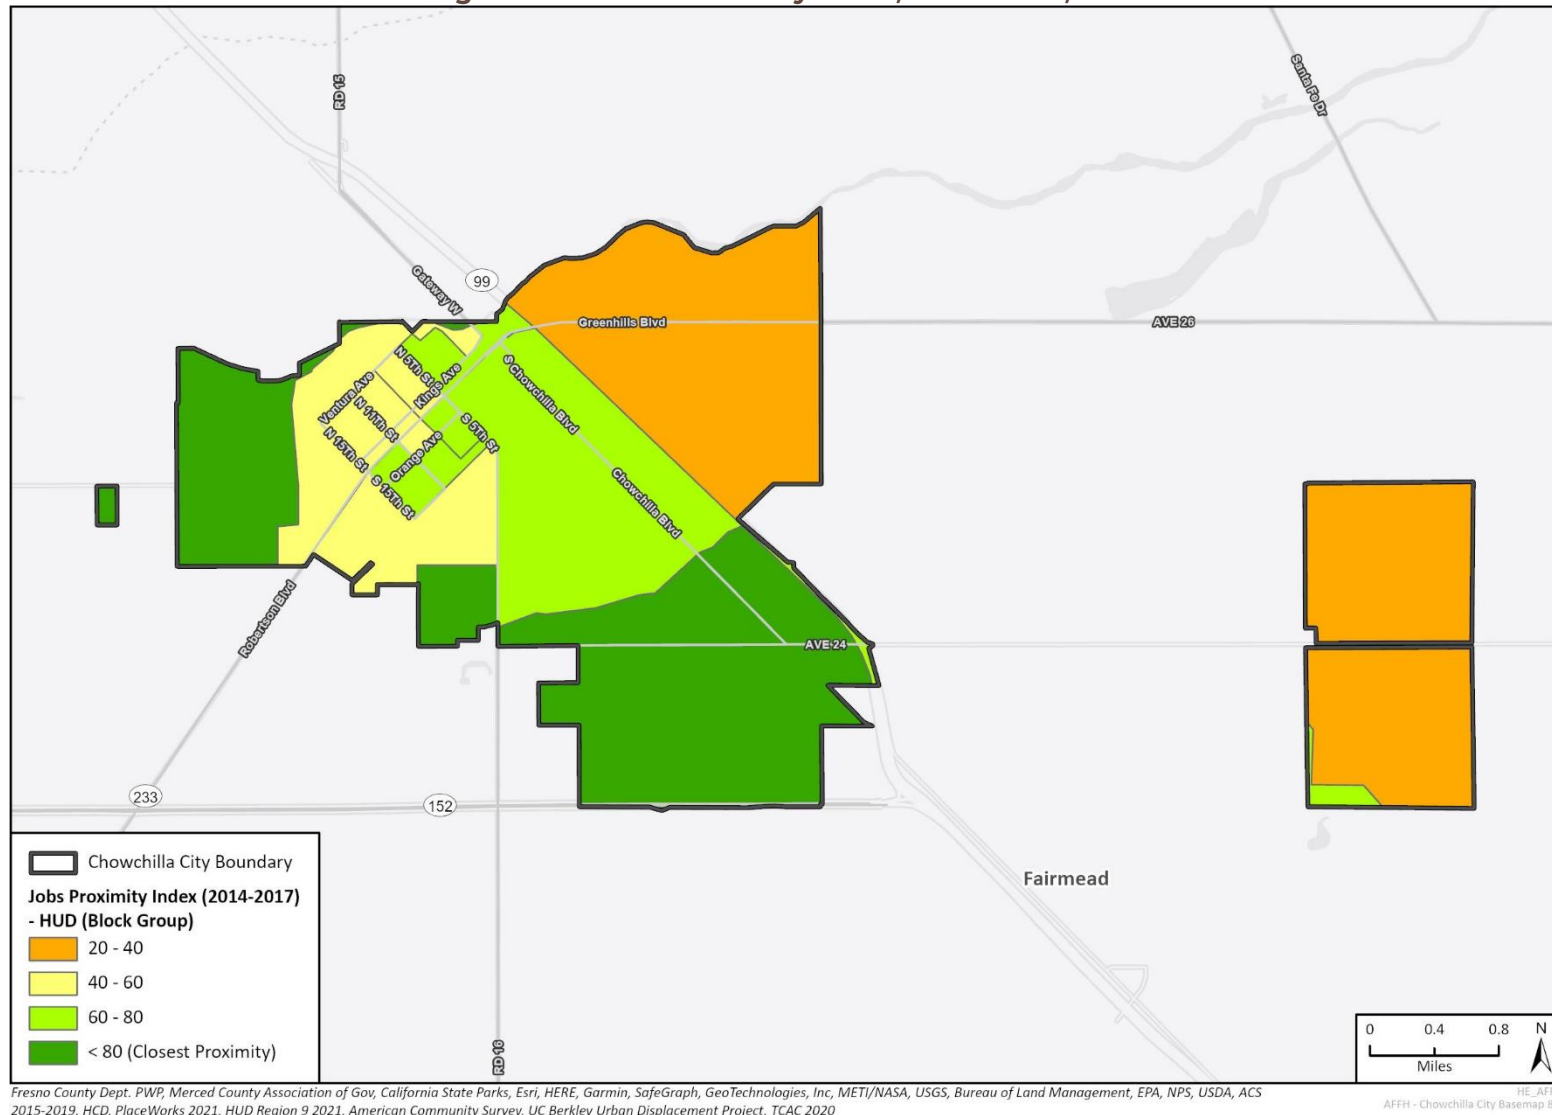 RD 15
Santa Fe Dr
Gateway W
99
Greenhills Blvd
AVE 26
N 5Th St
Kings Ave
S Chowchilla Blvd
Ventura Ave
N 11Th St
S 5Th St
Orange Ave
N 15Th St
S 15Th St
Chowchilla Blvd
Robertson Blvd
AVE 24
233
152
Fairmead
RD 16
Chowchilla City Boundary
Jobs Proximity Index (2014-2017)
- HUD (Block Group)
20 - 40
40 - 60
60 - 80
< 80 (Closest Proximity)
0 0.4 0.8 N
Miles
Fresno County Dept. PWP, Merced County Association of Gov, California State Parks, Esri, HERE, Garmin, SafeGraph, GeoTechnologies, Inc, METI/NASA, USGS, Bureau of Land Management, EPA, NPS, USDA, ACS
2015-2019, HCD, PlaceWorks 2021, HUD Region 9 2021, American Community Survey, UC Berkley Urban Displacement Project, TCAC 2020
AFFH - Chowchilla City Basemap